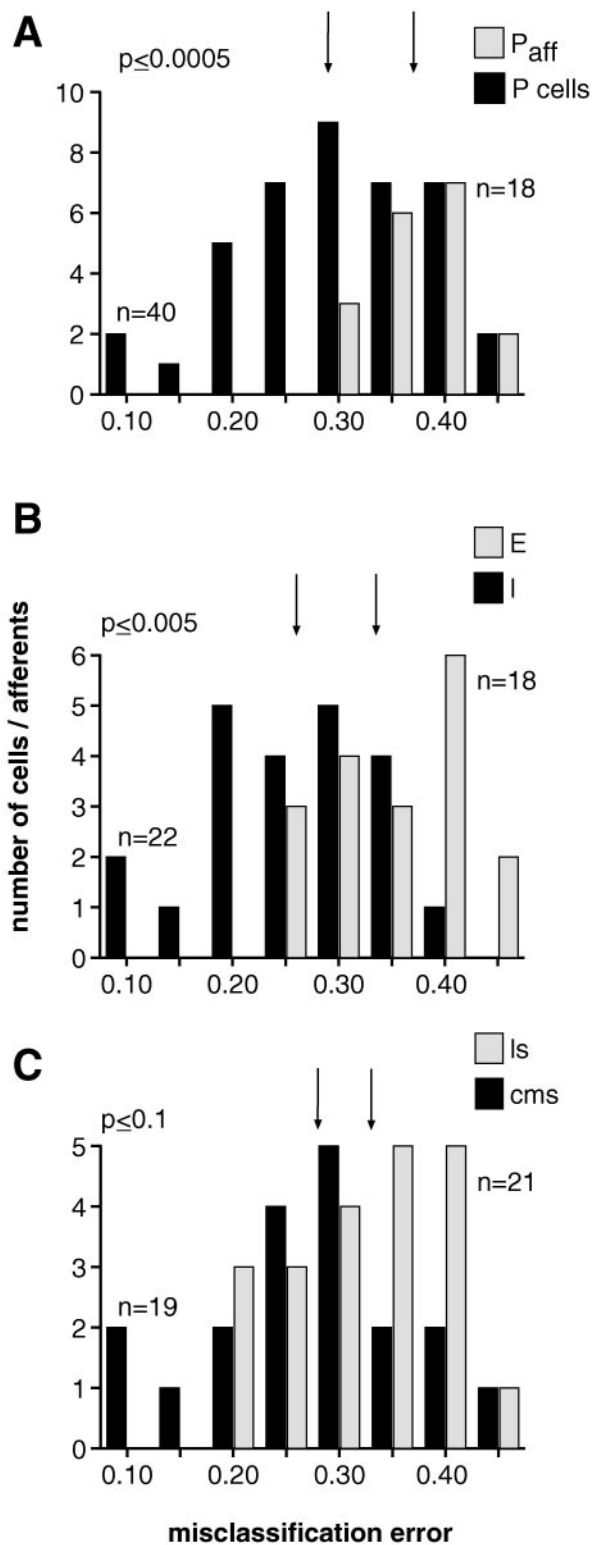 A
p≤0.0005
P_aff
P cells
10
8
6
4
2
0
n=40
n=18
0.10 0.20 0.30 0.40
B
p≤0.005
E
I
6
5
4
3
2
1
0
n=22
n=18
0.10 0.20 0.30 0.40
number of cells / afferents
C
p≤0.1
ls
cms
5
4
3
2
1
0
n=19
n=21
0.10 0.20 0.30 0.40
misclassification error